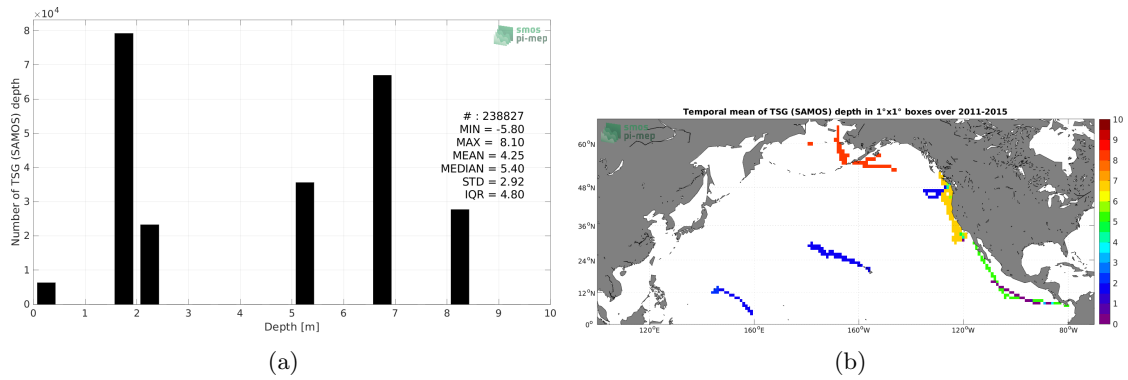 ×10⁴
8
7
6
5
4
3
2
1
0
Number of TSG (SAMOS) depth
smos
pi-mep
# : 238827
MIN = -5.80
MAX = 8.10
MEAN = 4.25
MEDIAN = 5.40
STD = 2.92
IQR = 4.80
0 1 2 3 4 5 6 7 8 9 10
Depth [m]
(a)
Temporal mean of TSG (SAMOS) depth in 1°x1° boxes over 2011-2015
smos
pi-mep
60°N
48°N
36°N
24°N
12°N
0°
120°E 160°E 160°W 120°W 80°W
10
9
8
7
6
5
4
3
2
1
0
(b)